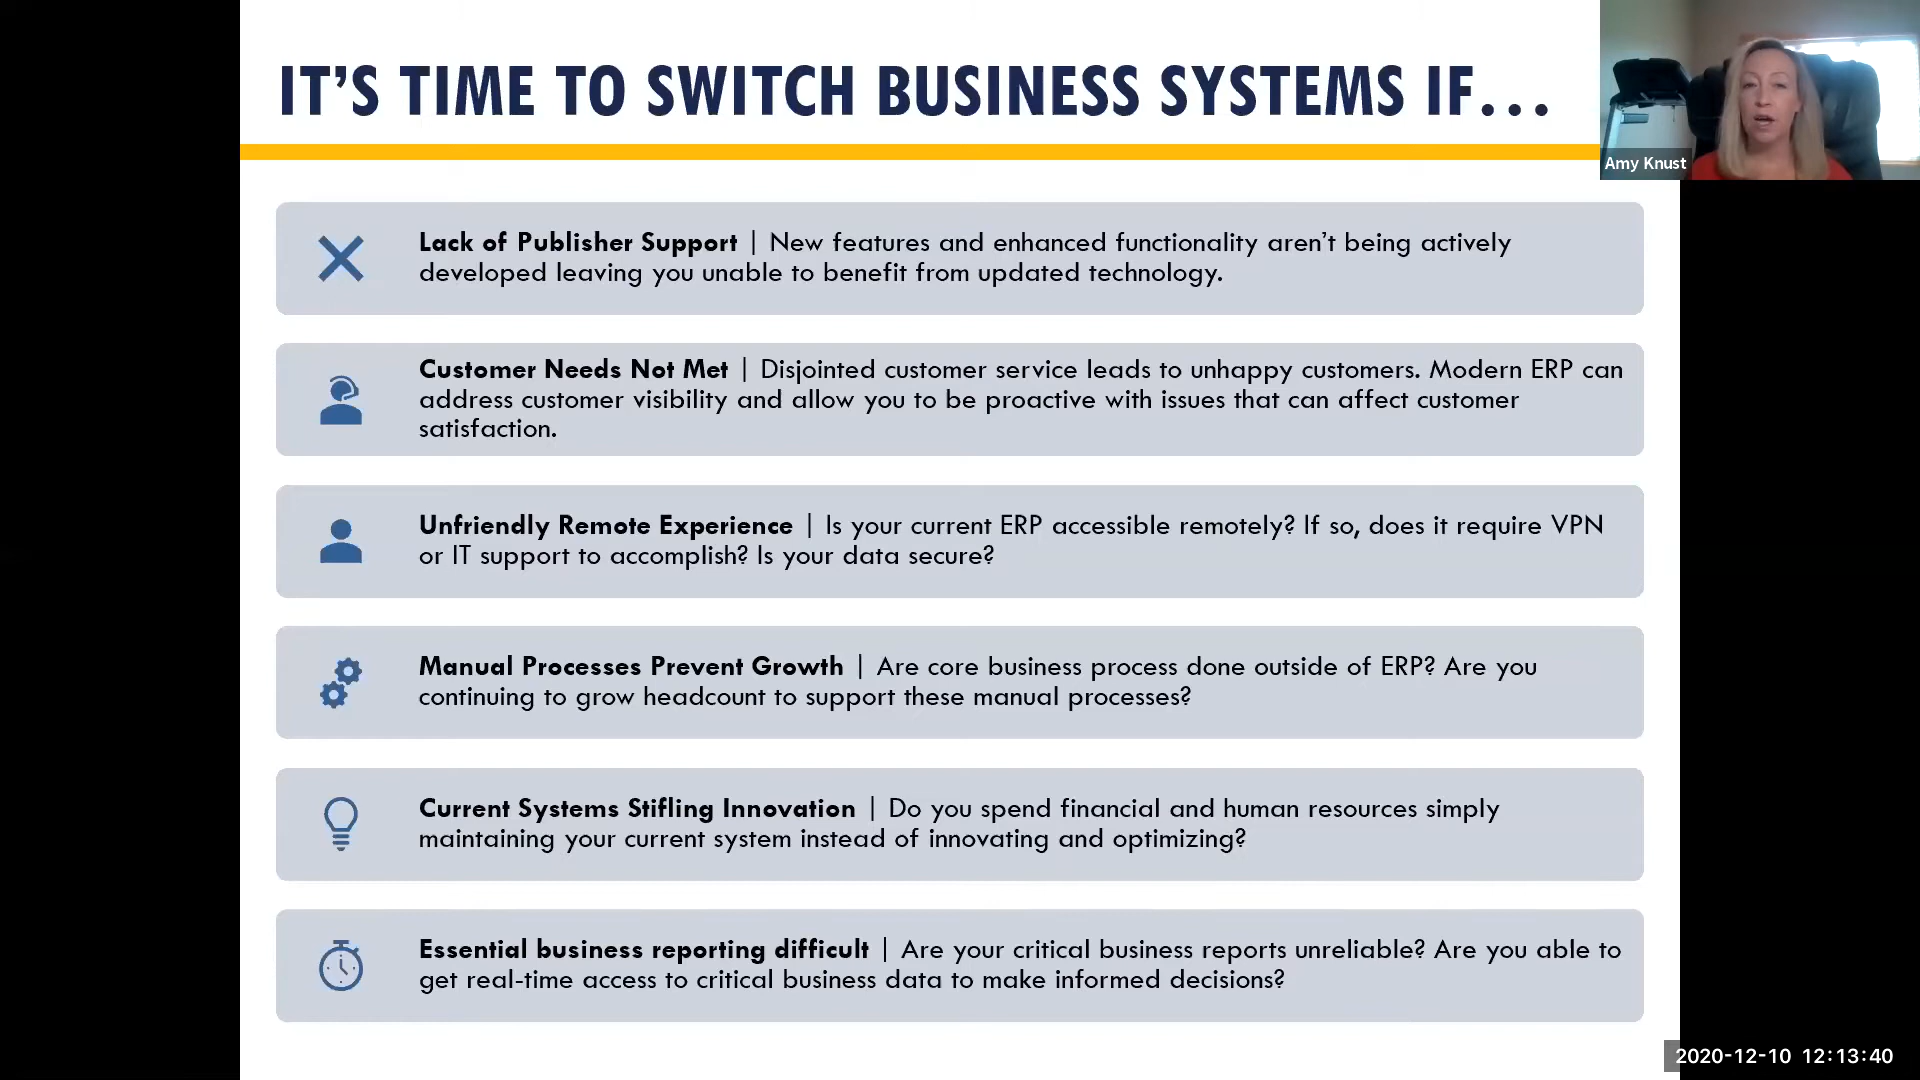 IT’S TIME TO SWITCH BUSINESS SYSTEMS IF...
Amy Knust
Lack of Publisher Support | New features and enhanced functionality aren’t being actively
developed leaving you unable to benefit from updated technology.
Customer Needs Not Met | Disjointed customer service leads to unhappy customers. Modern ERP can
address customer visibility and allow you to be proactive with issues that can affect customer
satisfaction.
Unfriendly Remote Experience | Is your current ERP accessible remotely? If so, does it require VPN
or IT support to accomplish? Is your data secure?
Manual Processes Prevent Growth | Are core business process done outside of ERP? Are you
continuing to grow headcount to support these manual processes?
Current Systems Stifling Innovation | Do you spend financial and human resources simply
maintaining your current system instead of innovating and optimizing?
Essential business reporting difficult | Are your critical business reports unreliable? Are you able to
get real-time access to critical business data to make informed decisions?
2020-12-10 12:13:40